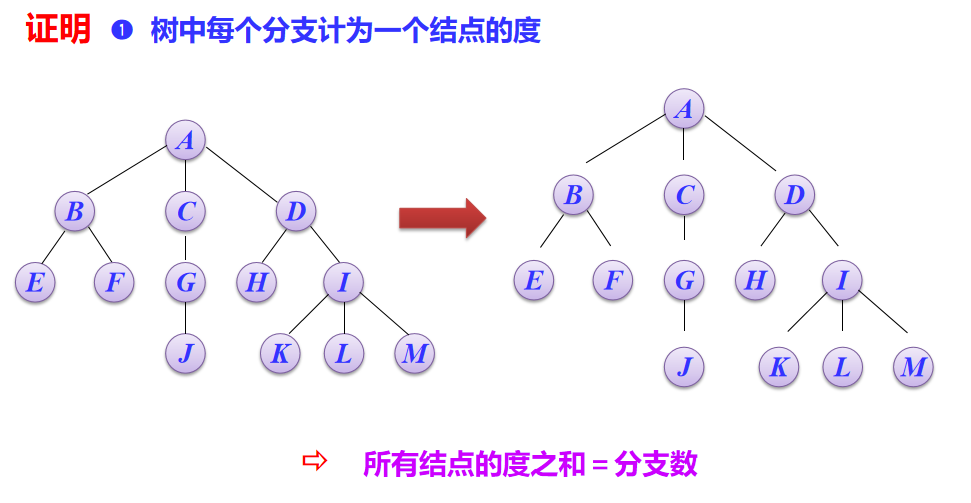 证明 ❶ 树中每个分支计为一个结点的度
A
B C D
E F G H I
J K L M
A
B C D
E F G H I
J K L M
⇨ 所有结点的度之和 = 分支数